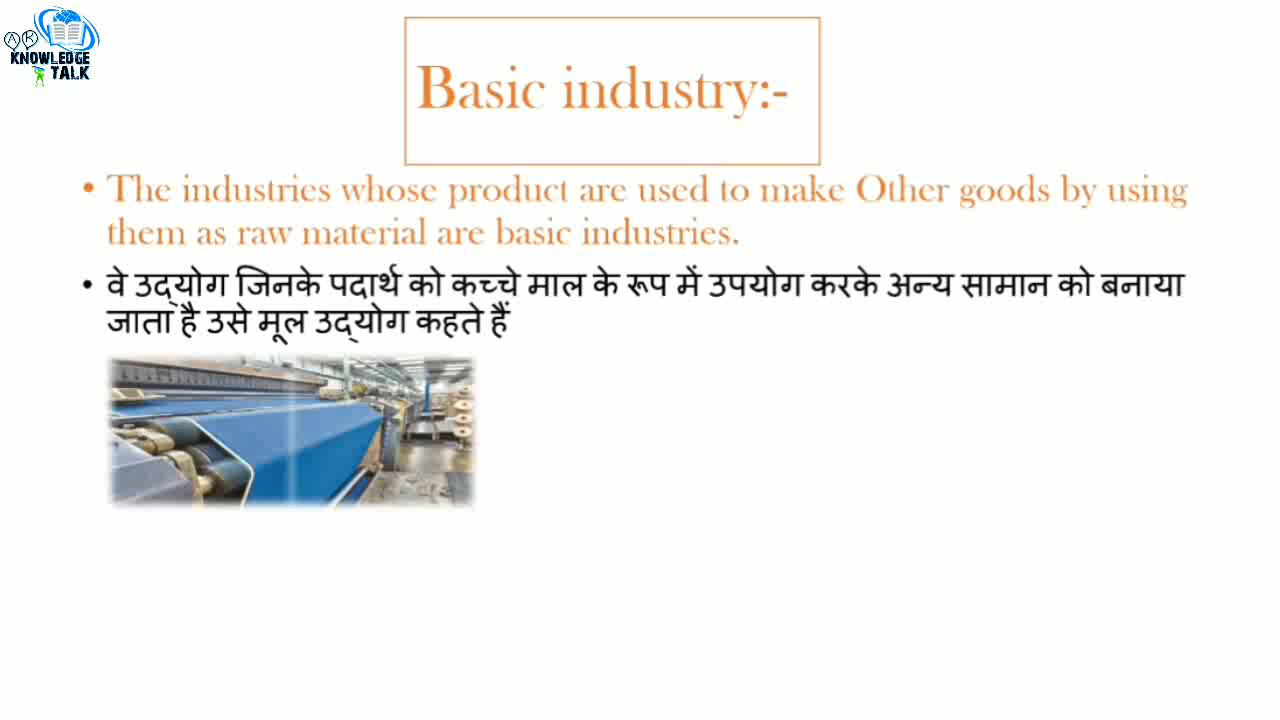 A K
KNOWLEDGE
TALK
Basic industry:-
• The industries whose product are used to make Other goods by using
them as raw material are basic industries.
• वे उद्योग जिनके पदार्थ को कच्चे माल के रूप में उपयोग करके अन्य सामान को बनाया
जाता है उसे मूल उद्योग कहते हैं